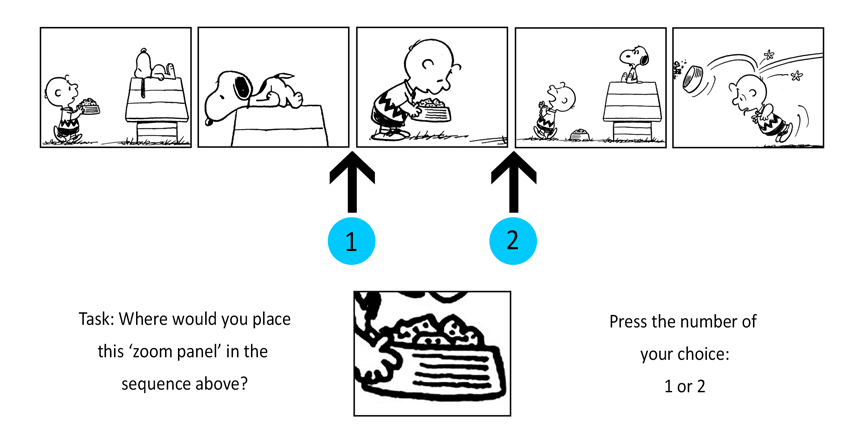 1
2
Task: Where would you place
this ‘zoom panel’ in the
sequence above?
Press the number of
your choice:
1 or 2